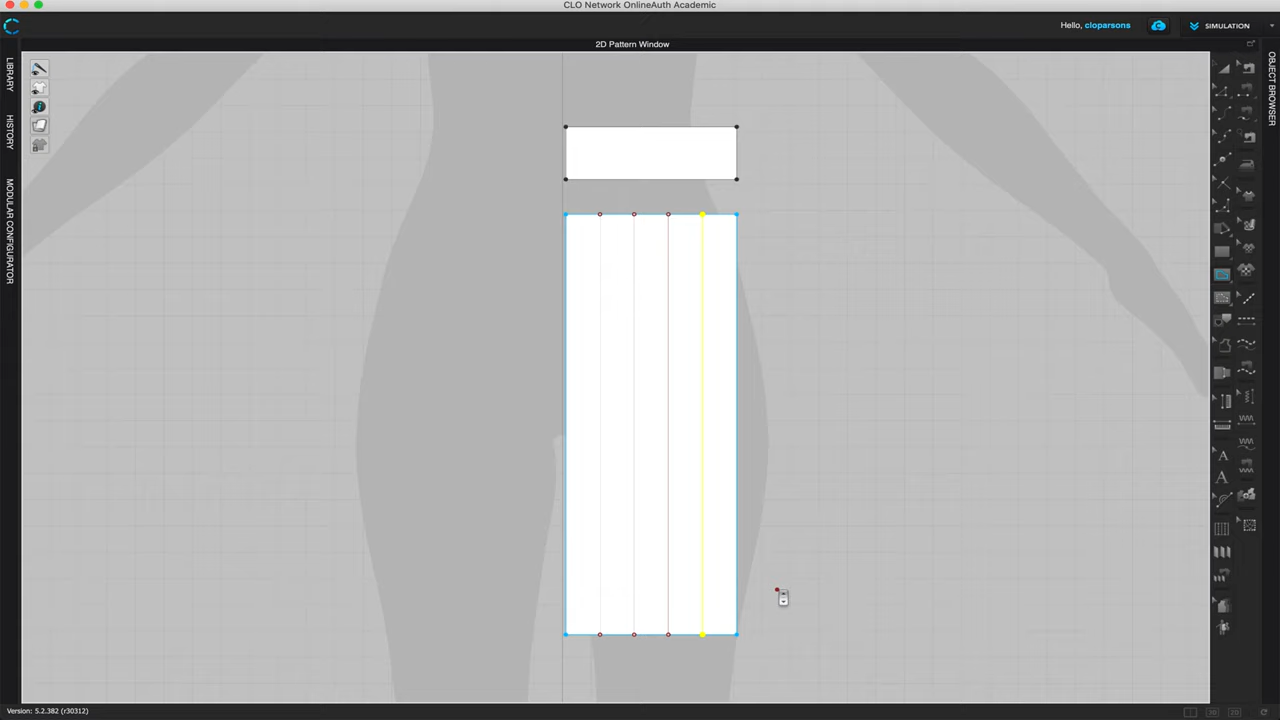 CLO Network OnlineAuth Academic
Hello, cloparsons
SIMULATION
2D Pattern Window
LIBRARY
HISTORY
MODULAR CONFIGURATOR
OBJECT BROWSER
A
A
Version: 5.2.382 (r30312)